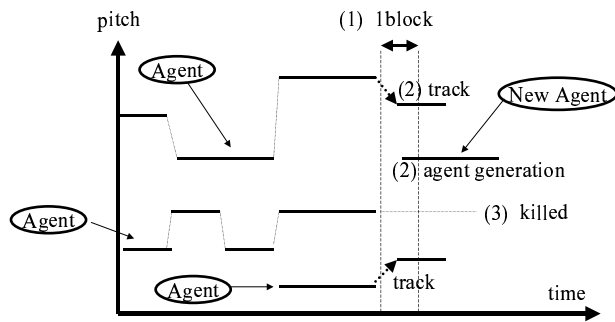 pitch
(1) 1block
Agent
(2) track
New Agent
(2) agent generation
Agent
(3) killed
Agent
track
time